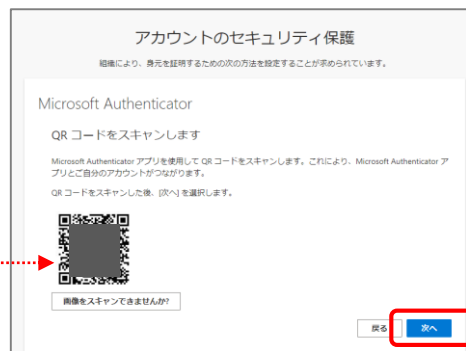 アカウントのセキュリティ保護
組織により、身元を証明するための次の方法を設定することが求められています。
Microsoft Authenticator
QR コードをスキャンします
Microsoft Authenticator アプリを使用して QR コードをスキャンします。これにより、Microsoft Authenticator ア
プリとご自分のアカウントがつながります。
QR コードをスキャンした後、[次へ] を選択します。
画像をスキャンできませんか?
戻る
次へ